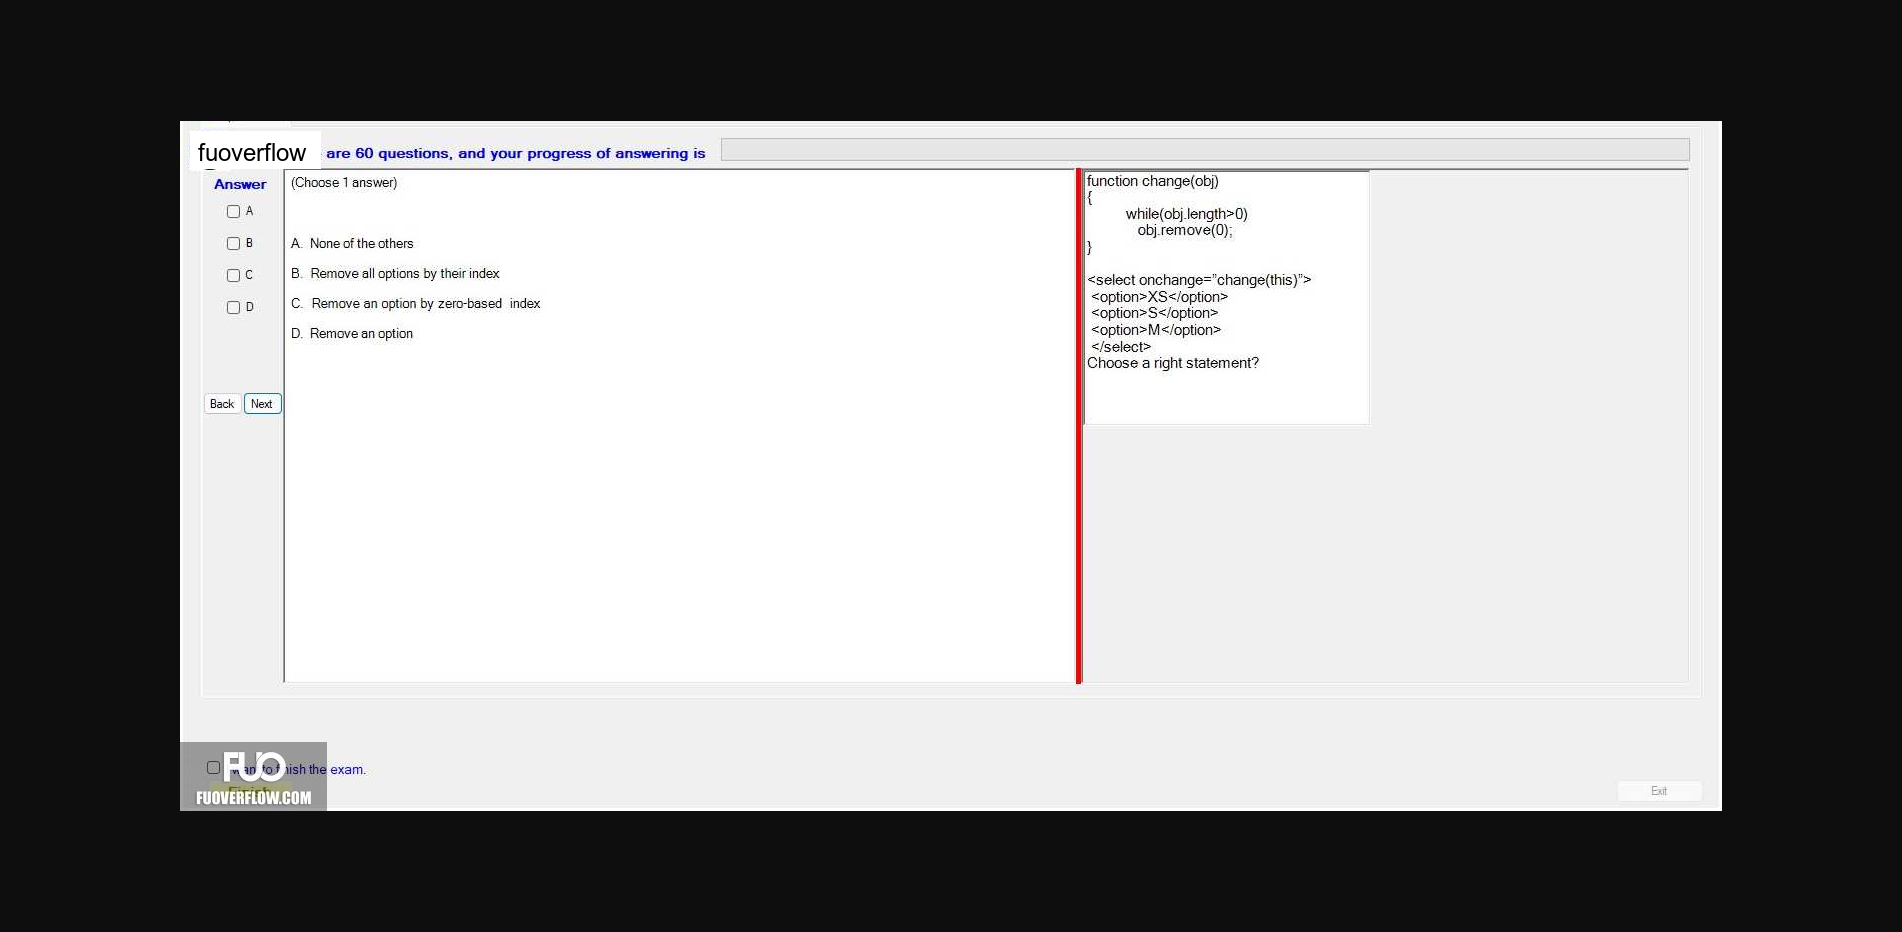 fuoverflow are 60 questions, and your progress of answering is
Answer
(Choose 1 answer)
A
B
C
D
A. None of the others
B. Remove all options by their index
C. Remove an option by zero-based index
D. Remove an option
Back Next
function change(obj)
{
while(obj.length>0)
obj.remove(0);
}
<select onchange="change(this)”>
<option>XS</option>
<option>S</option>
<option>M</option>
</select>
Choose a right statement?
FUO
to the exam.
Finish
FUOVERFLOW.COM
Exit